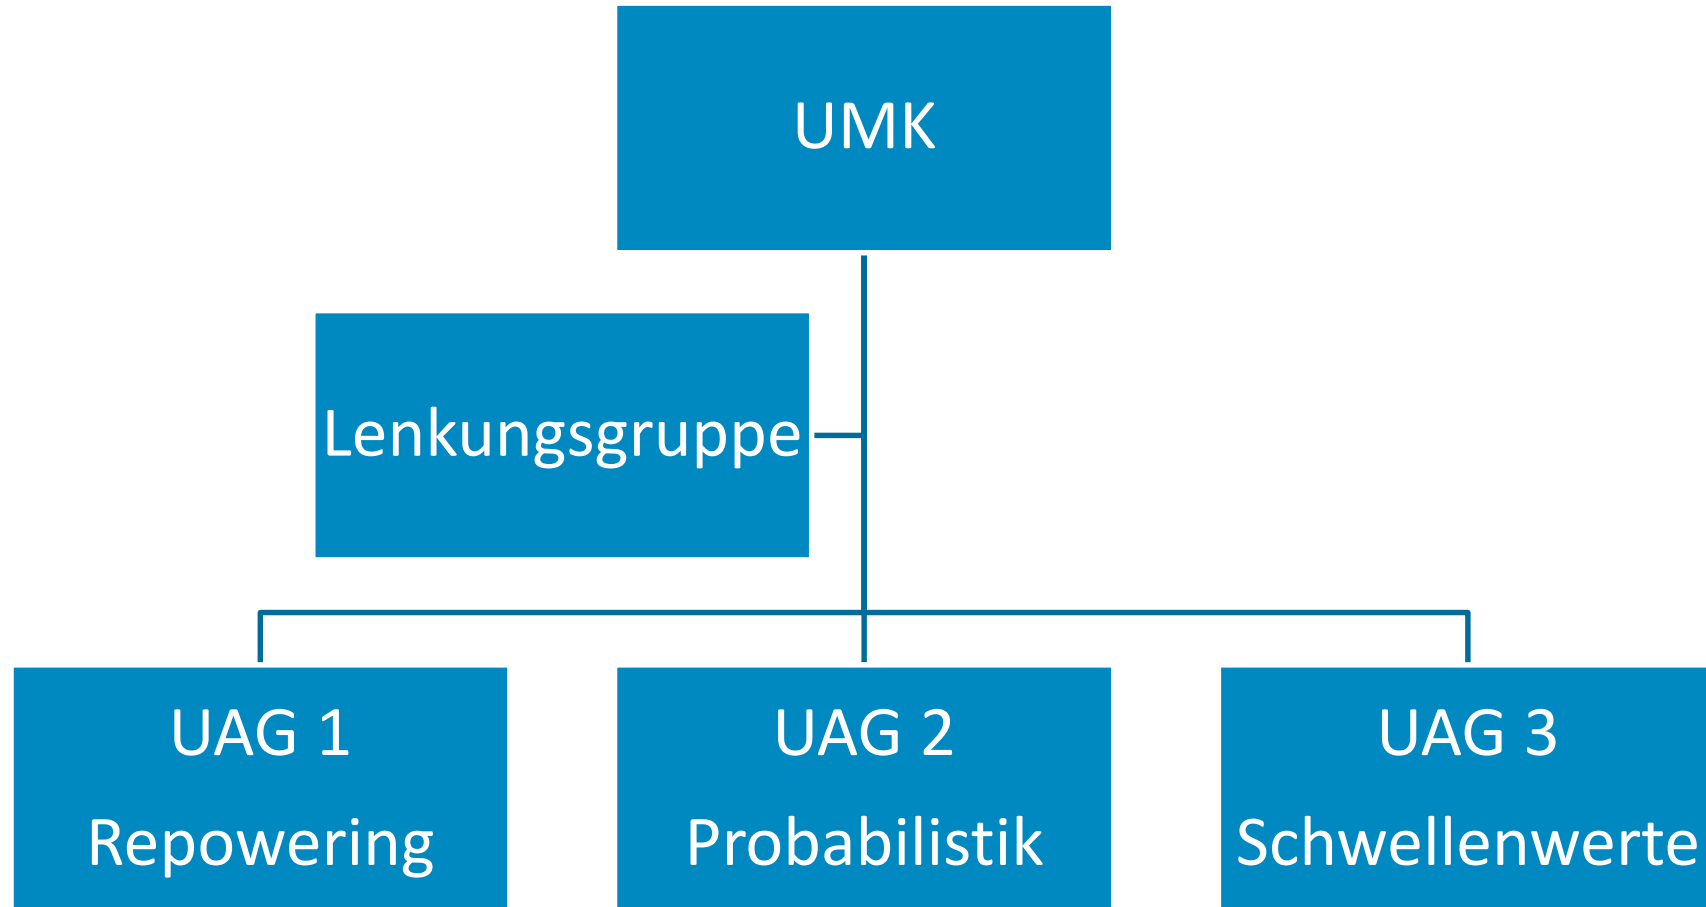 UMK
Lenkungsgruppe
UAG 1
Repowering
UAG 2
Probabilistik
UAG 3
Schwellenwerte